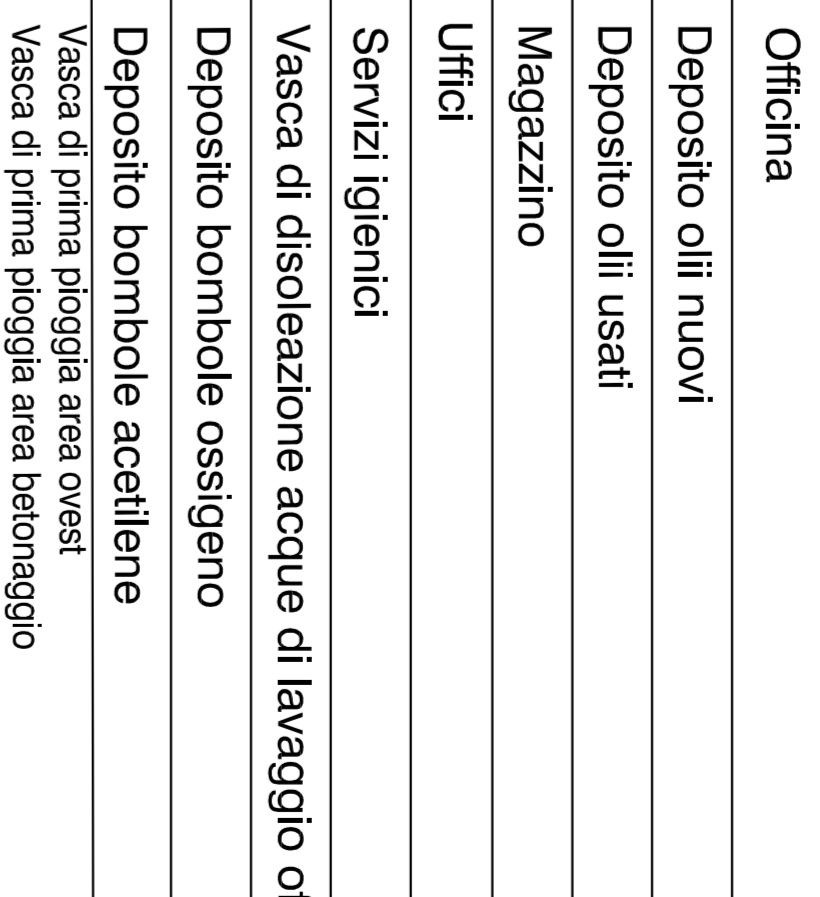 Officina
Deposito olii nuovi
Deposito olii usati
Magazzino
Uffici
Servizi igienici
Vasca di disoleazione acque di lavaggio
Deposito bombole ossigeno
Deposito bombole acetilene
Vasca di prima pioggia area ovest
Vasca di prima pioggia area betonaggio